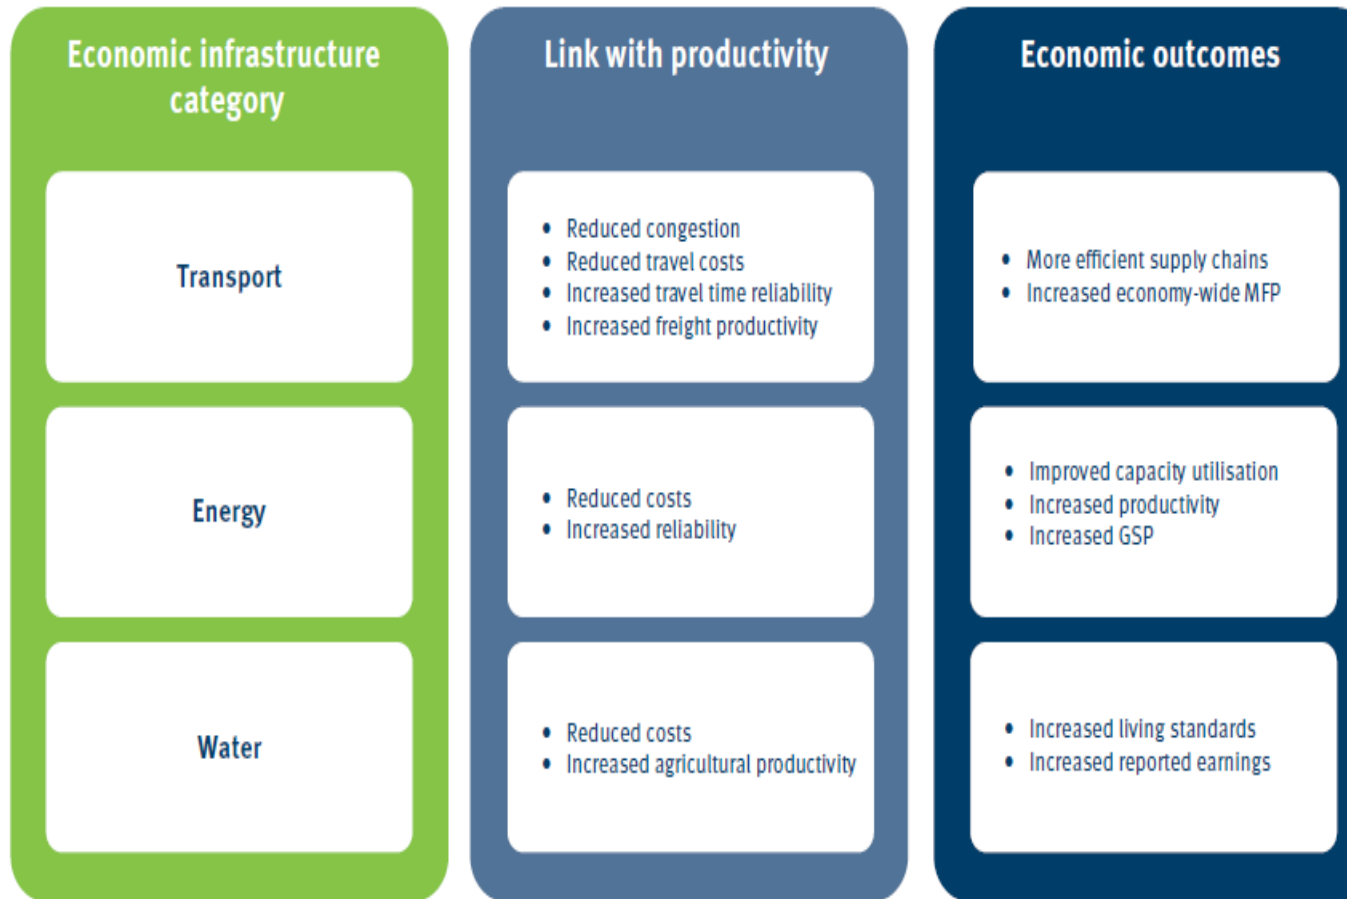 Economic infrastructure
category
Link with productivity
Economic outcomes
Transport
• Reduced congestion
• Reduced travel costs
• Increased travel time reliability
• Increased freight productivity
• More efficient supply chains
• Increased economy-wide MFP
Energy
• Reduced costs
• Increased reliability
• Improved capacity utilisation
• Increased productivity
• Increased GSP
Water
• Reduced costs
• Increased agricultural productivity
• Increased living standards
• Increased reported earnings